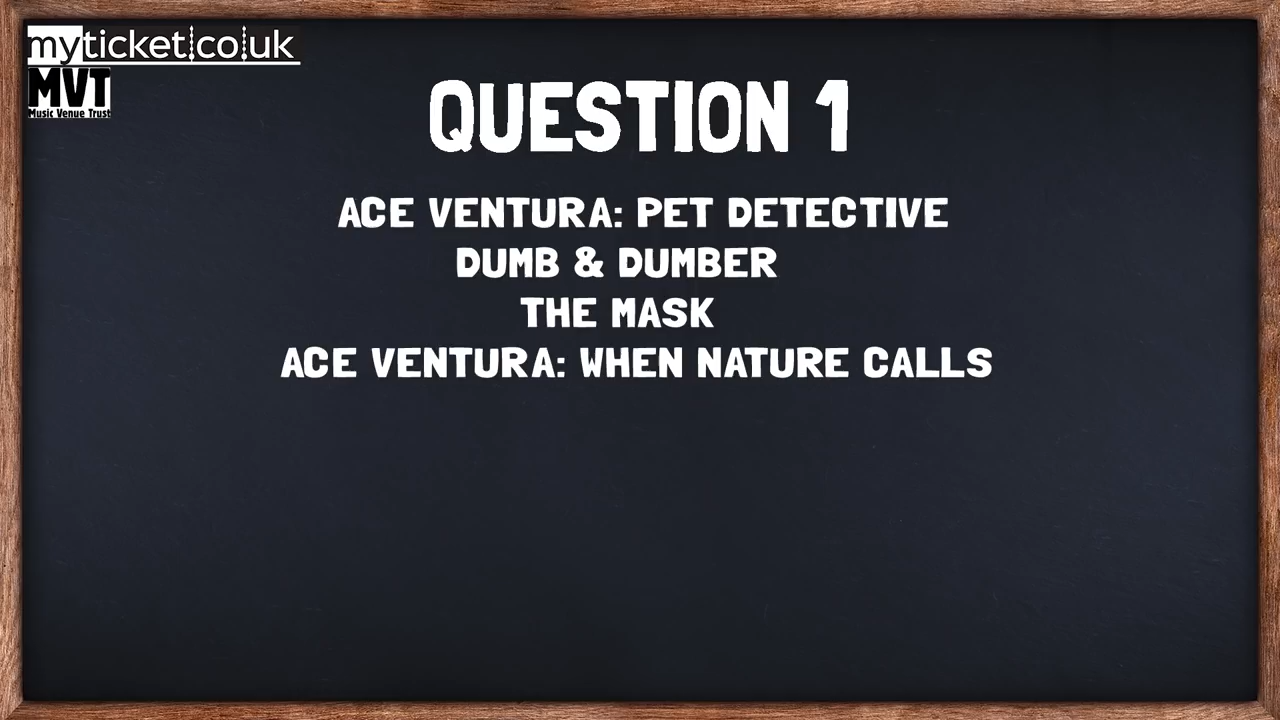 myticket.co.uk
MVT
Music Venue Trust
QUESTION 1
ACE VENTURA: PET DETECTIVE
DUMB & DUMBER
THE MASK
ACE VENTURA: WHEN NATURE CALLS